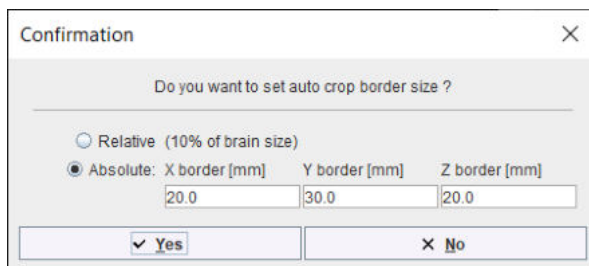 Confirmation
Do you want to set auto crop border size ?
Relative (10% of brain size)
Absolute: X border [mm] Y border [mm] Z border [mm]
20.0 30.0 20.0
Yes No